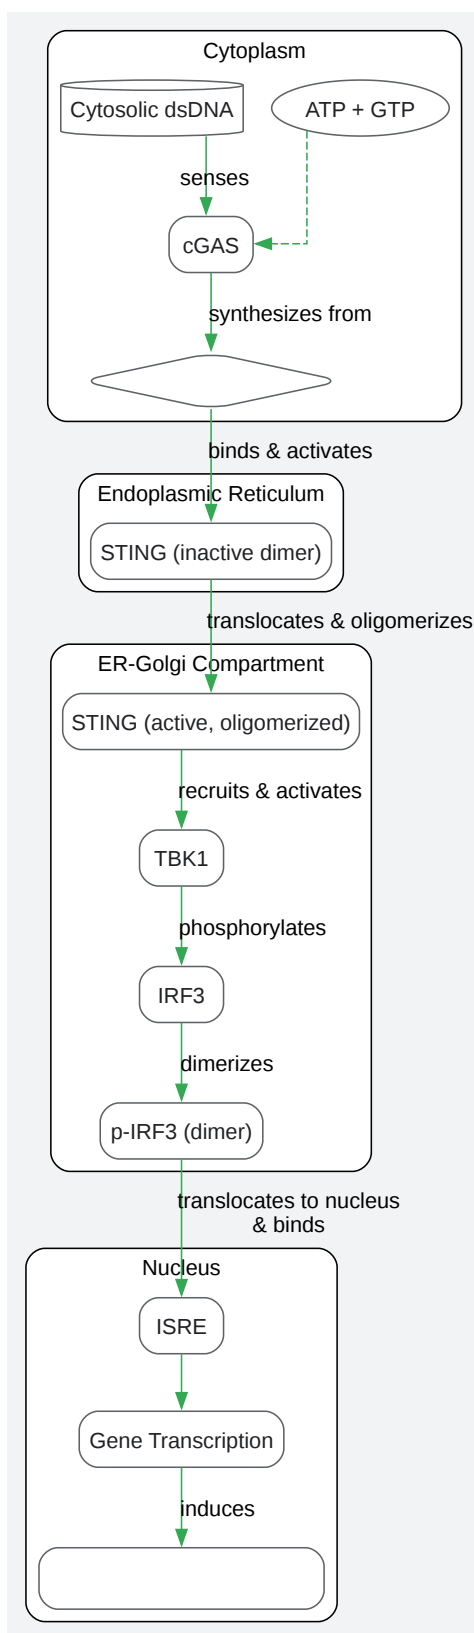 Cytoplasm
Cytosolic dsDNA
ATP + GTP
senses
cGAS
synthesizes from
binds & activates
Endoplasmic Reticulum
STING (inactive dimer)
translocates & oligomerizes
ER-Golgi Compartment
STING (active, oligomerized)
recruits & activates
TBK1
phosphorylates
IRF3
dimerizes
p-IRF3 (dimer)
translocates to nucleus
& binds
Nucleus
ISRE
Gene Transcription
induces